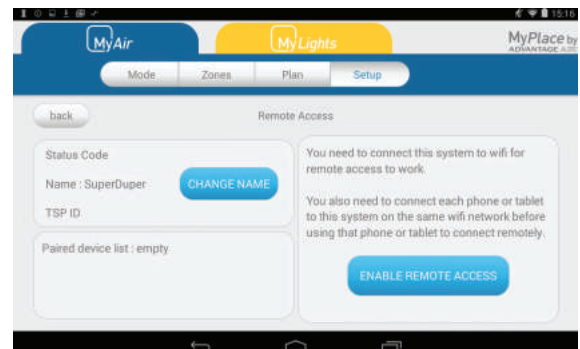 15:16
MyAir
MyLights
MyPlace by
ADVANTAGE AIR
Mode
Zones
Plan
Setup
back
Remote Access
Status Code
Name : SuperDuper
CHANGE NAME
TSP ID
Paired device list : empty
You need to connect this system to wifi for
remote access to work.
You also need to connect each phone or tablet
to this system on the same wifi network before
using that phone or tablet to connect remotely.
ENABLE REMOTE ACCESS